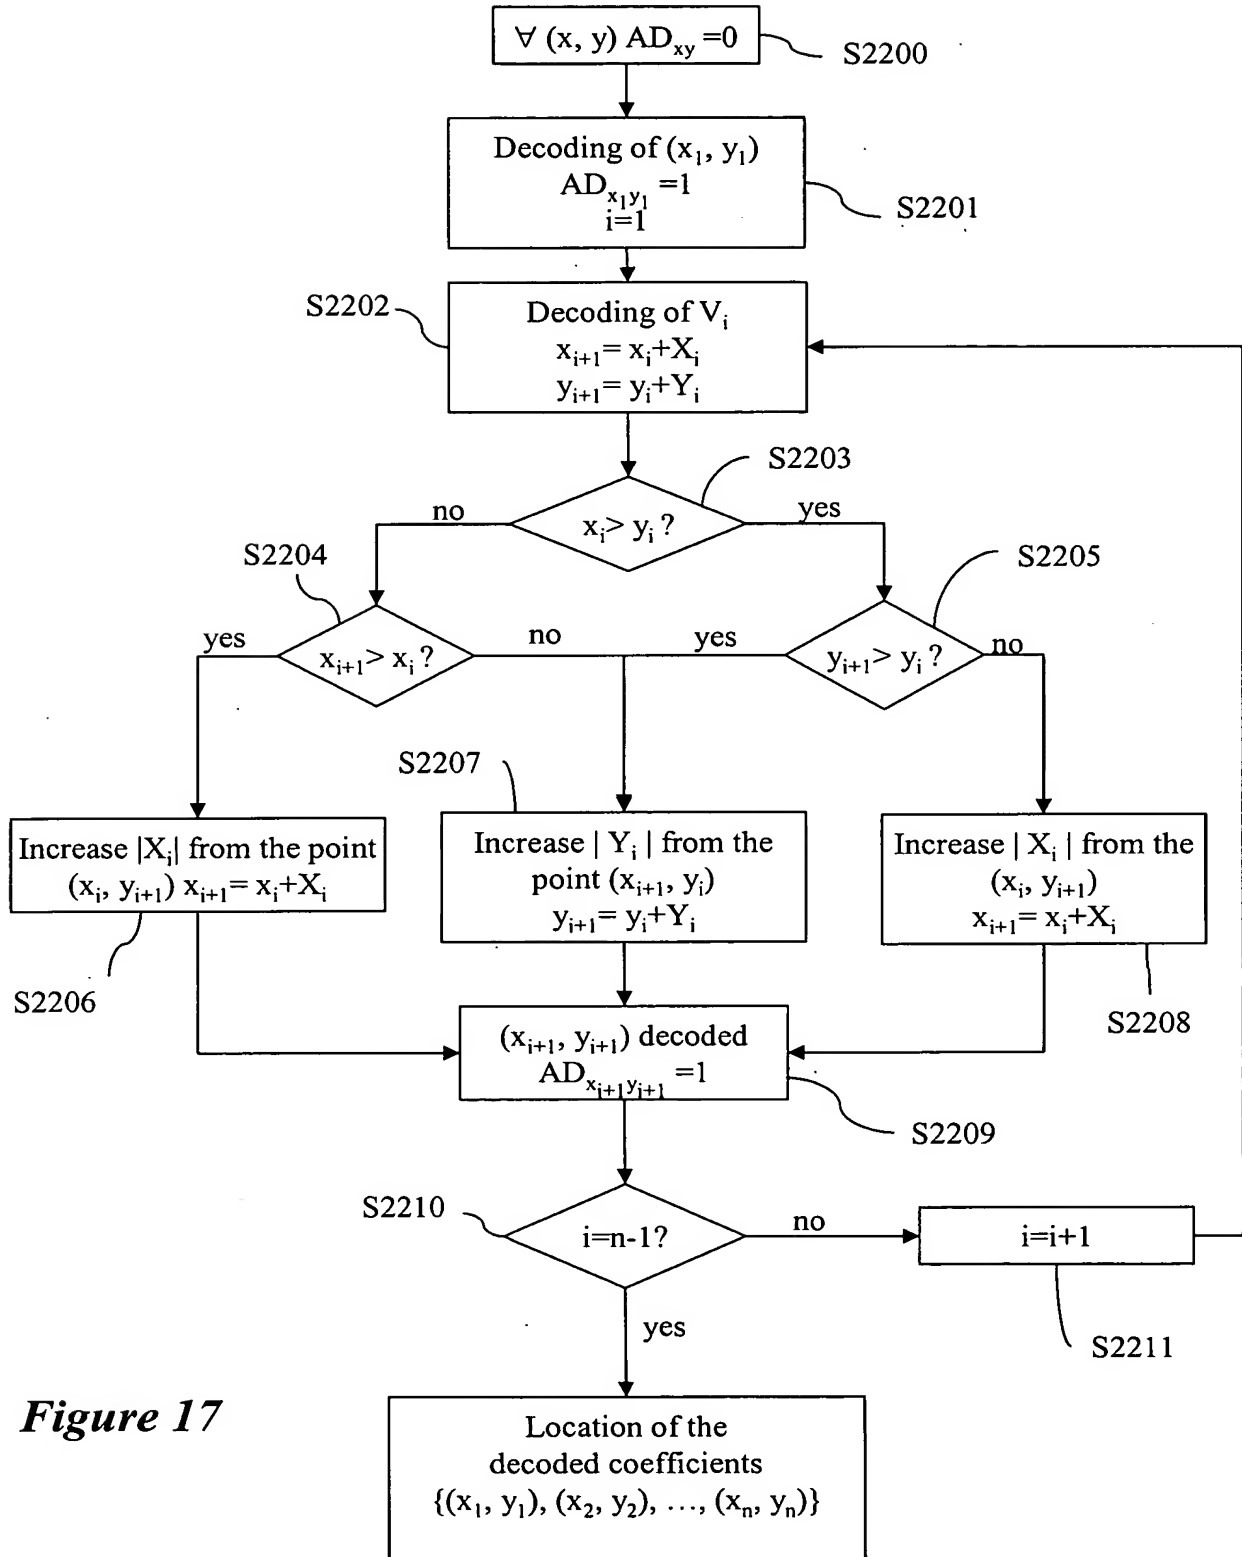 ∀ (x, y) ADxy =0
S2200
Decoding of (x1, y1)
ADx1y1 =1
i=1
S2201
S2202
Decoding of Vi
xi+1= xi+Xi
yi+1= yi+Yi
S2203
no
xi> yi ?
yes
S2204
S2205
yes
xi+1> xi ?
no
yes
yi+1> yi ?
no
S2207
Increase |Xi| from the point
(xi, yi+1) xi+1= xi+Xi
S2206
Increase | Yi | from the
point (xi+1, yi)
yi+1= yi+Yi
Increase | Xi | from the
(xi, yi+1)
xi+1= xi+Xi
S2208
(xi+1, yi+1) decoded
ADxi+1yi+1 =1
S2209
S2210
i=n-1?
no
i=i+1
S2211
yes
Figure 17
Location of the
decoded coefficients
{(x1, y1), (x2, y2), ..., (xn, yn)}